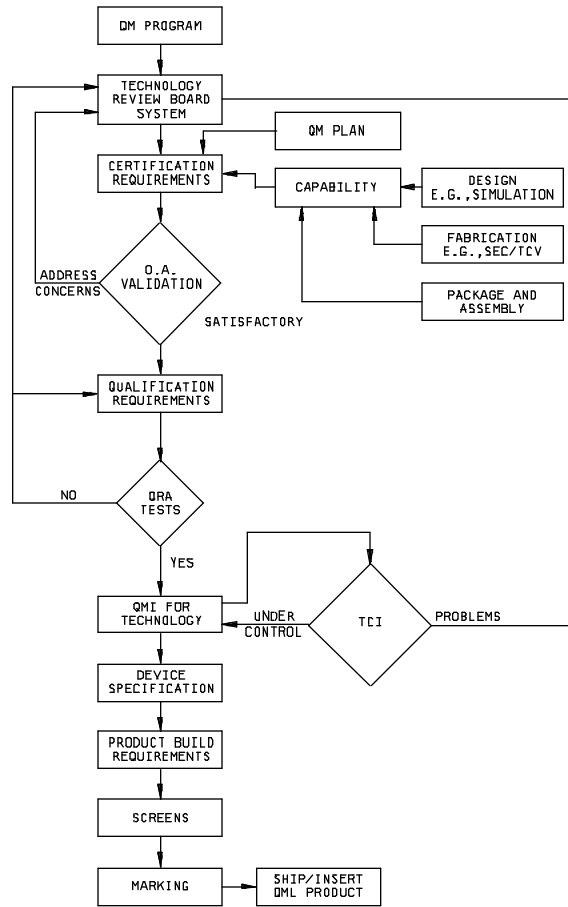 QM PROGRAM
TECHNOLOGY
REVIEW BOARD
SYSTEM
QM PLAN
CERTIFICATION
REQUIREMENTS
CAPABILITY
DESIGN
E.G.,SIMULATION
FABRICATION
E.G.,SEC/TCV
PACKAGE AND
ASSEMBLY
ADDRESS
CONCERNS
Q.A.
VALIDATION
SATISFACTORY
QUALIFICATION
REQUIREMENTS
NO
QRA
TESTS
YES
QMI FOR
TECHNOLOGY
UNDER
CONTROL
TCI
PROBLEMS
DEVICE
SPECIFICATION
PRODUCT BUILD
REQUIREMENTS
SCREENS
MARKING
SHIP/INSERT
QML PRODUCT